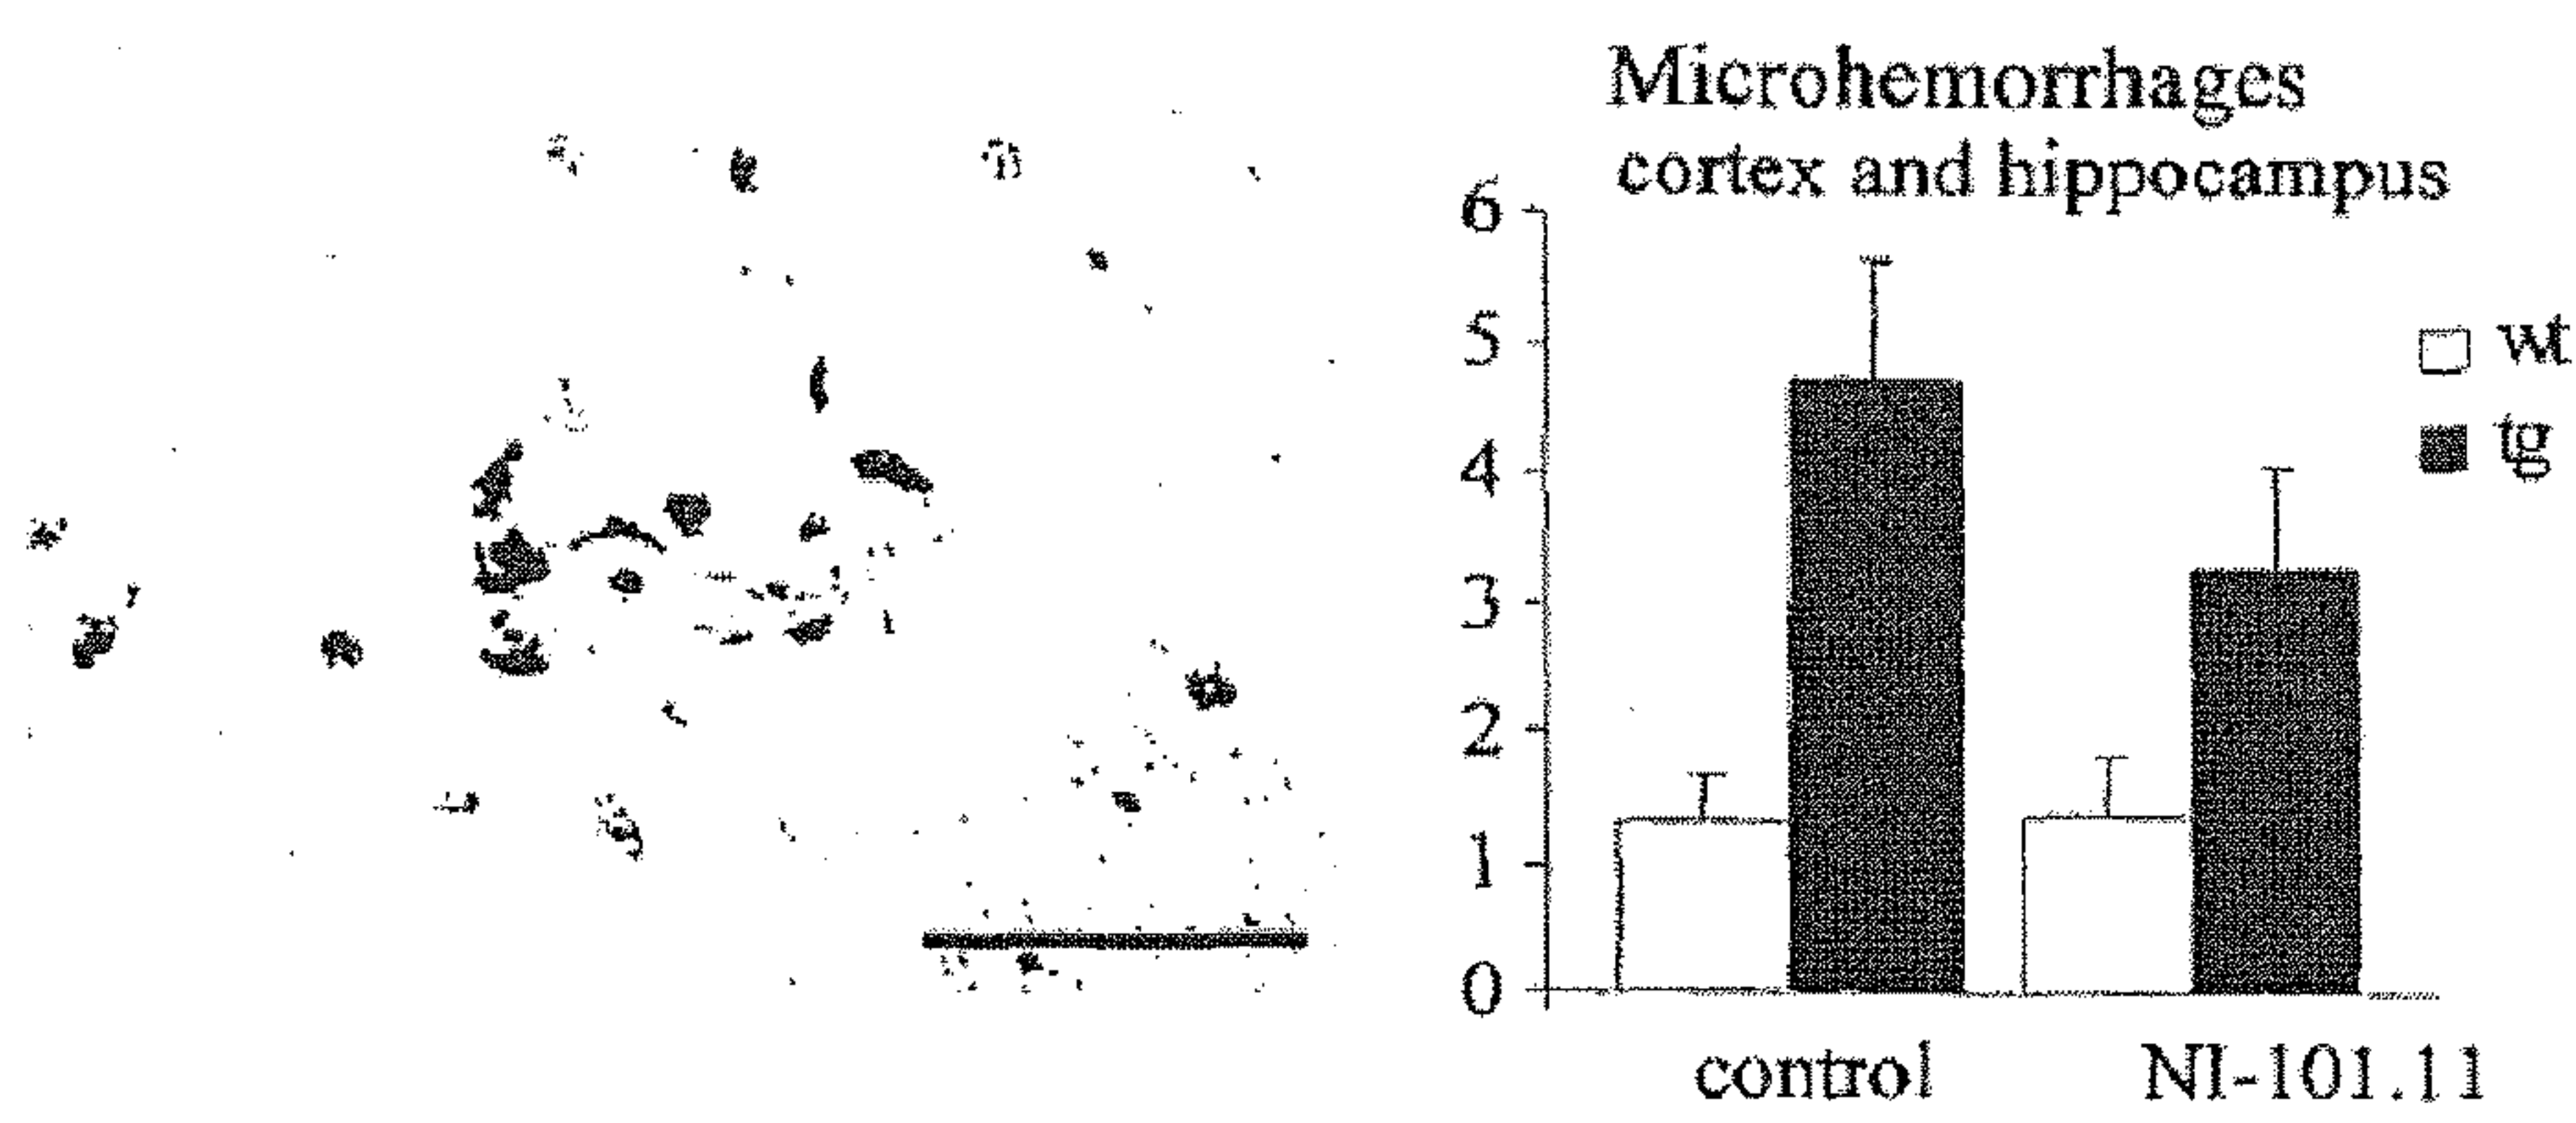 Microhemorrhages
cortex and hippocampus
6
5
4
3
2
1
0
wt
tg
control
NI-101.11